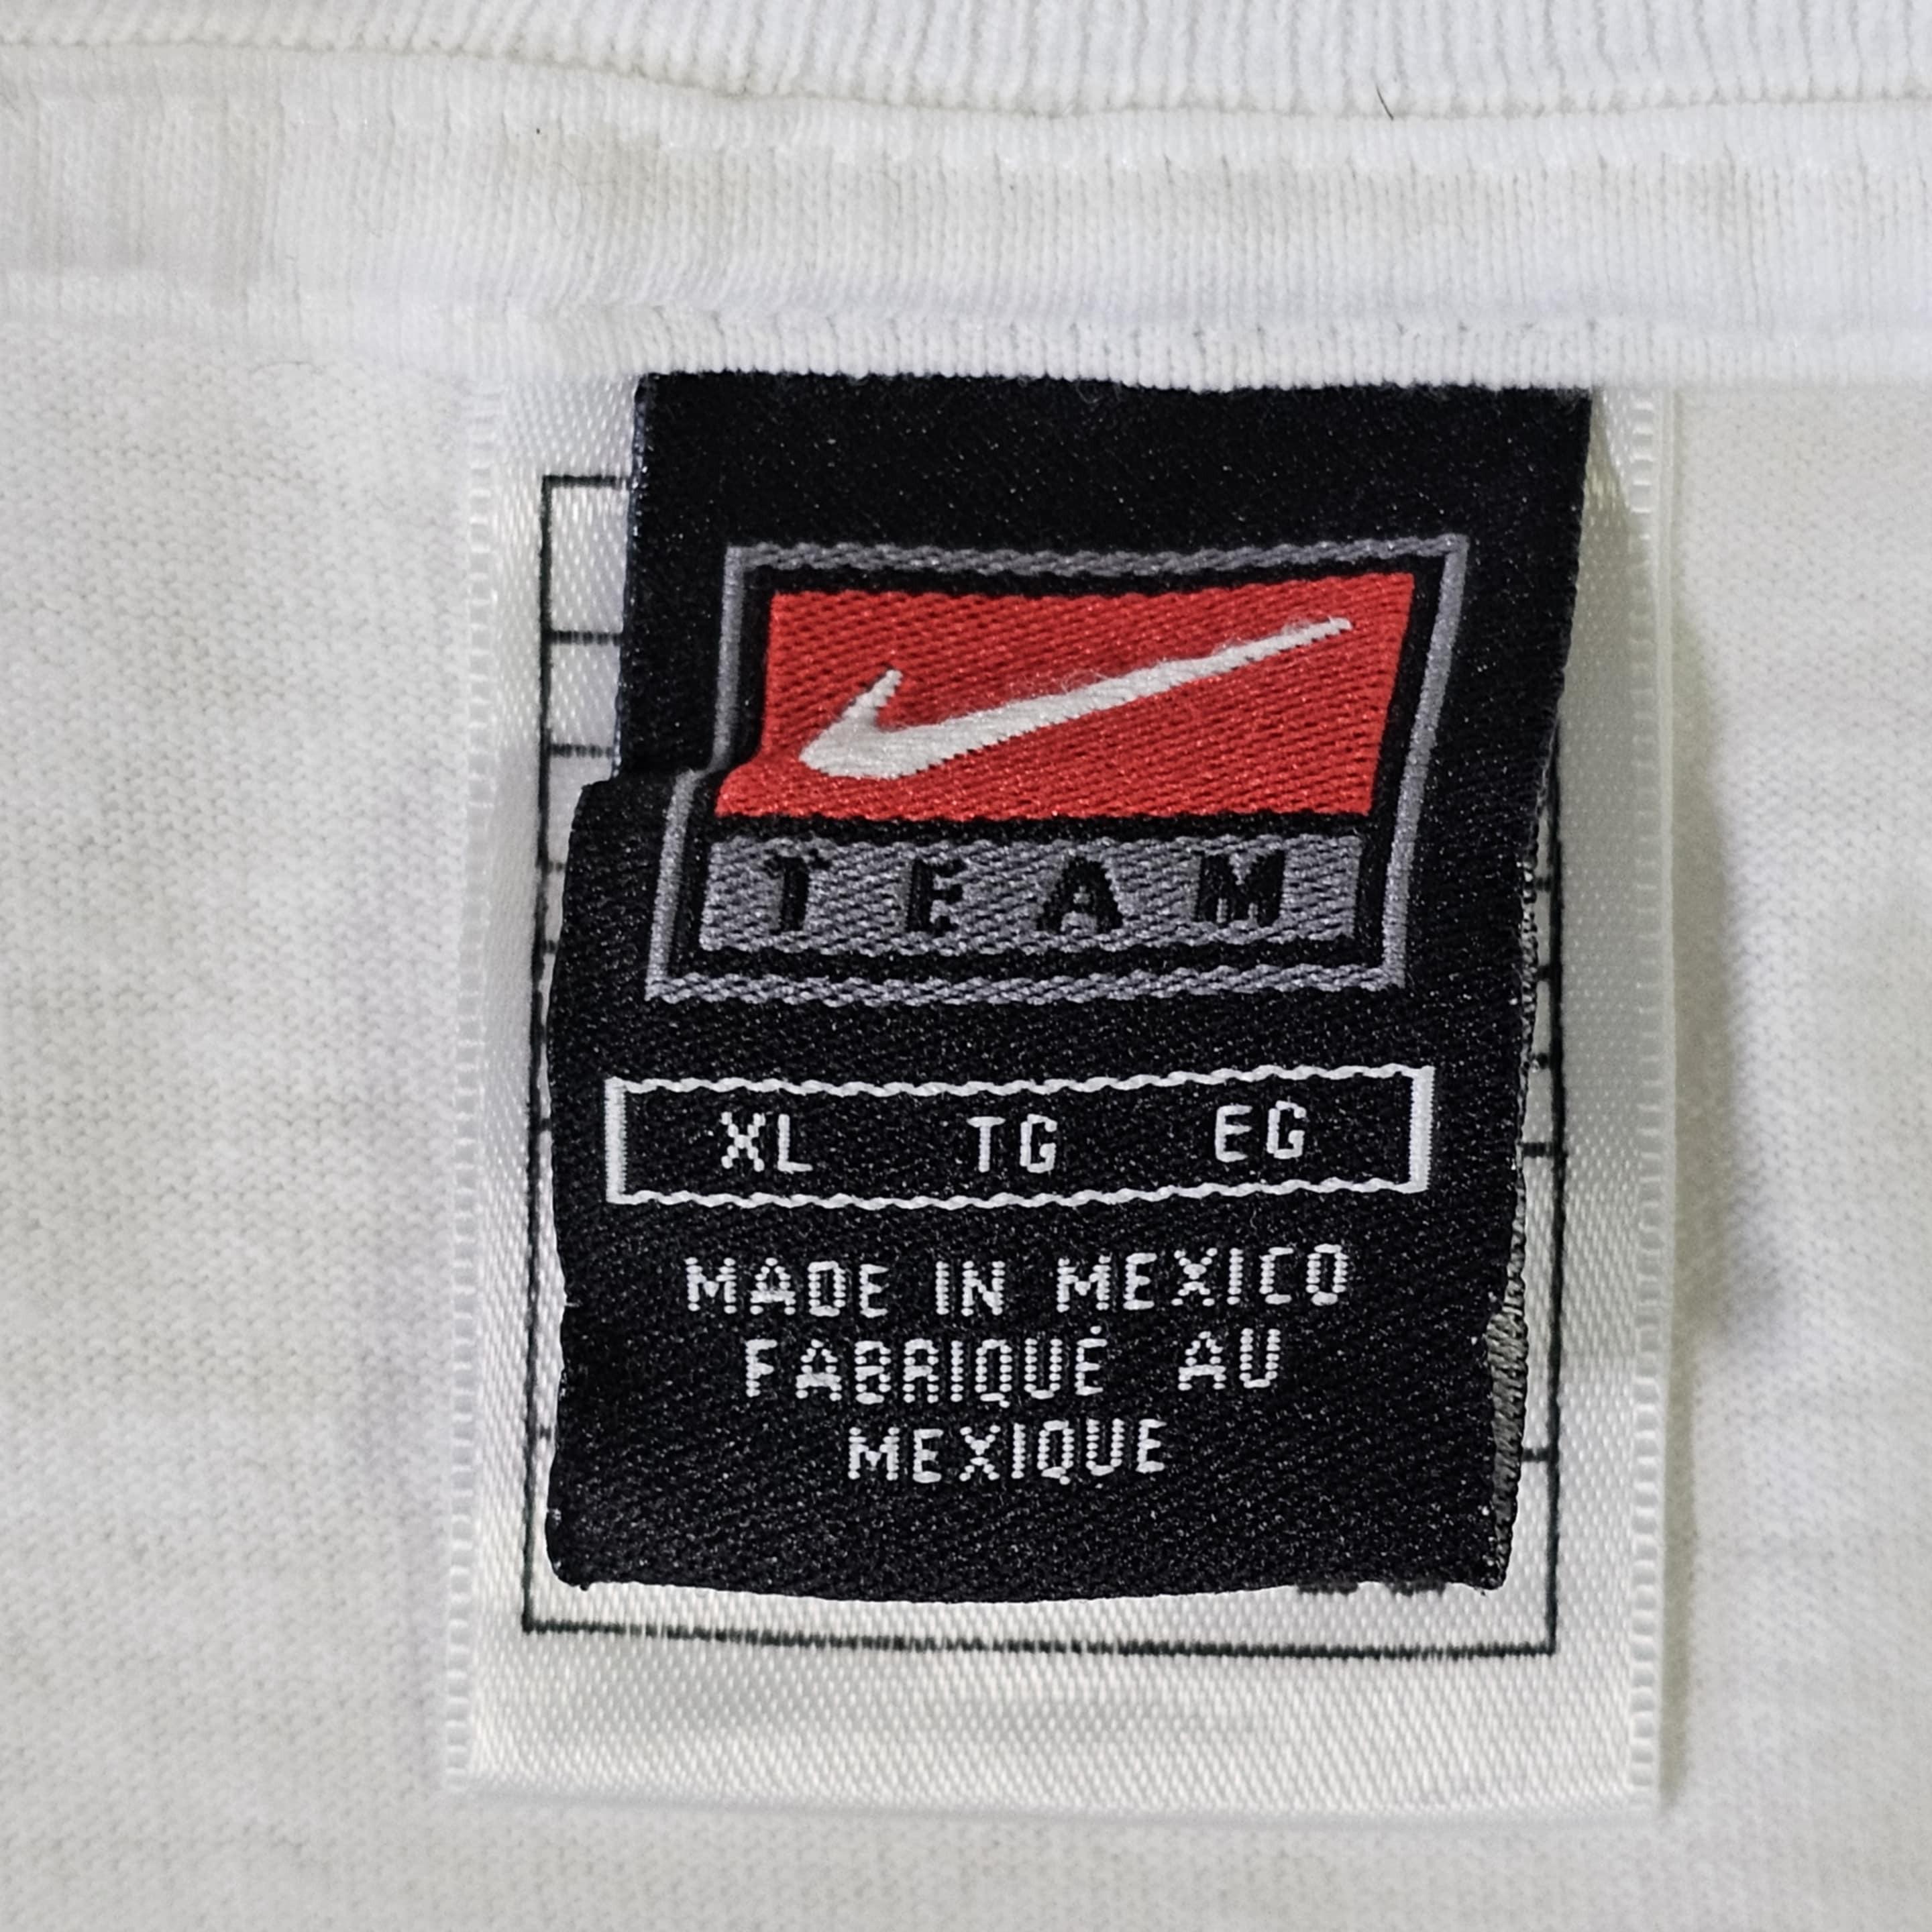 TEAM
XL TG EG
MADE IN MEXICO
FABRIQUÉ AU
MEXIQUE